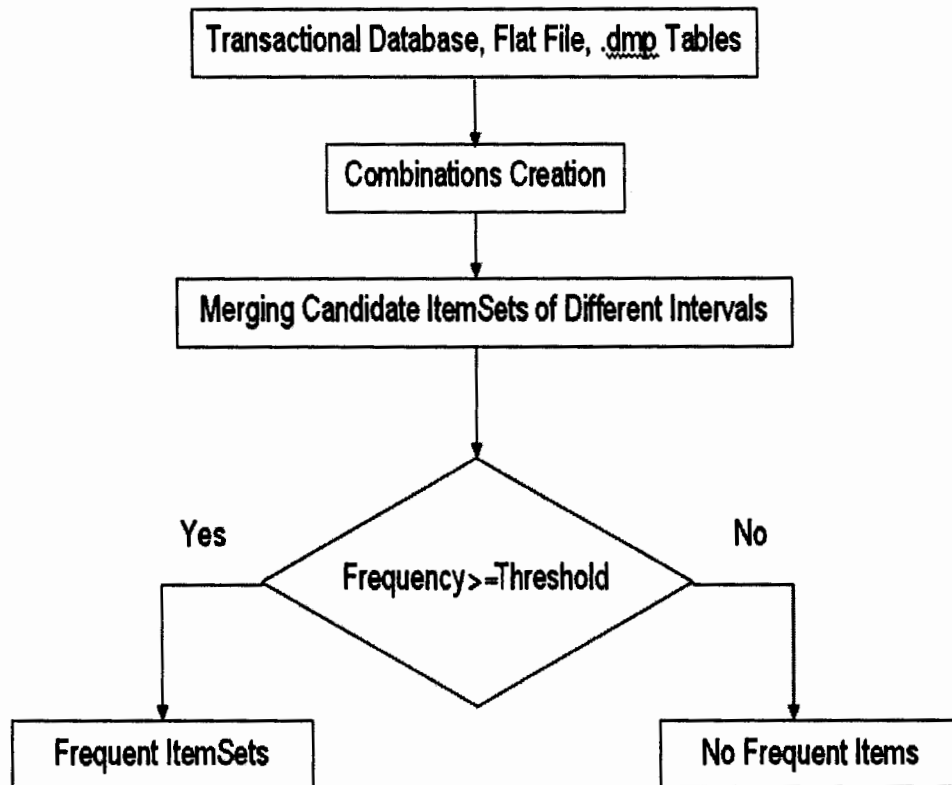 Transactional Database, Flat File, .dmp Tables
Combinations Creation
Merging Candidate ItemSets of Different Intervals
Yes
No
Frequency>=Threshold
Frequent ItemSets
No Frequent Items